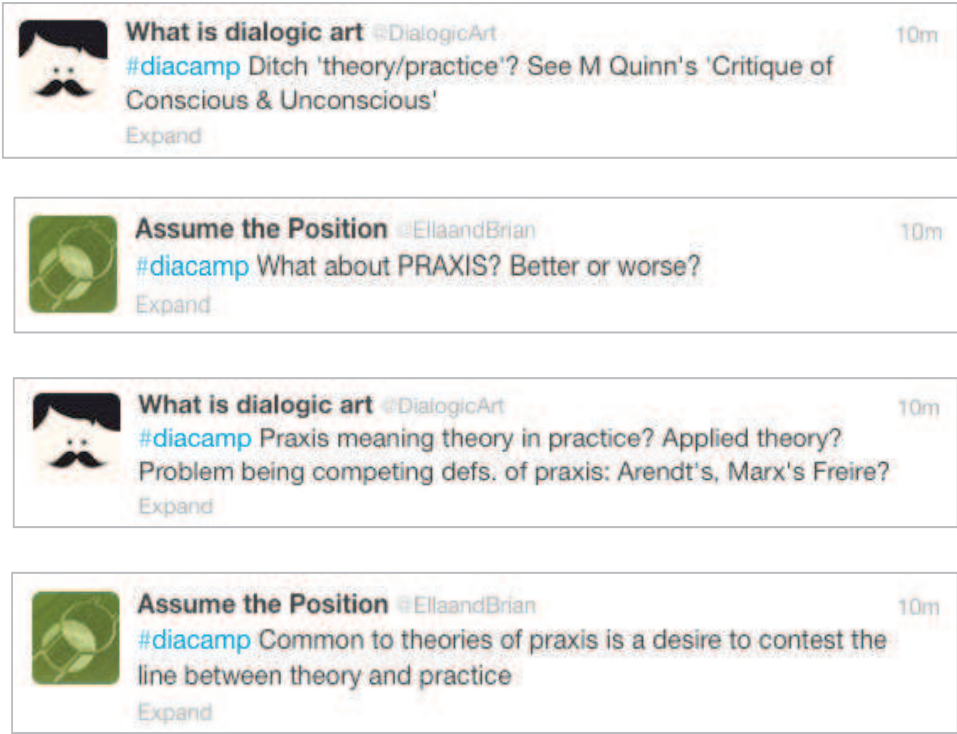 What is dialogic art @DialogicArt 10m
#diacamp Ditch 'theory/practice'? See M Quinn's 'Critique of
Conscious & Unconscious'
Expand
Assume the Position @EllaandBrian 10m
#diacamp What about PRAXIS? Better or worse?
Expand
What is dialogic art @DialogicArt 10m
#diacamp Praxis meaning theory in practice? Applied theory?
Problem being competing defs. of praxis: Arendt's, Marx's Freire?
Expand
Assume the Position @EllaandBrian 10m
#diacamp Common to theories of praxis is a desire to contest the
line between theory and practice
Expand